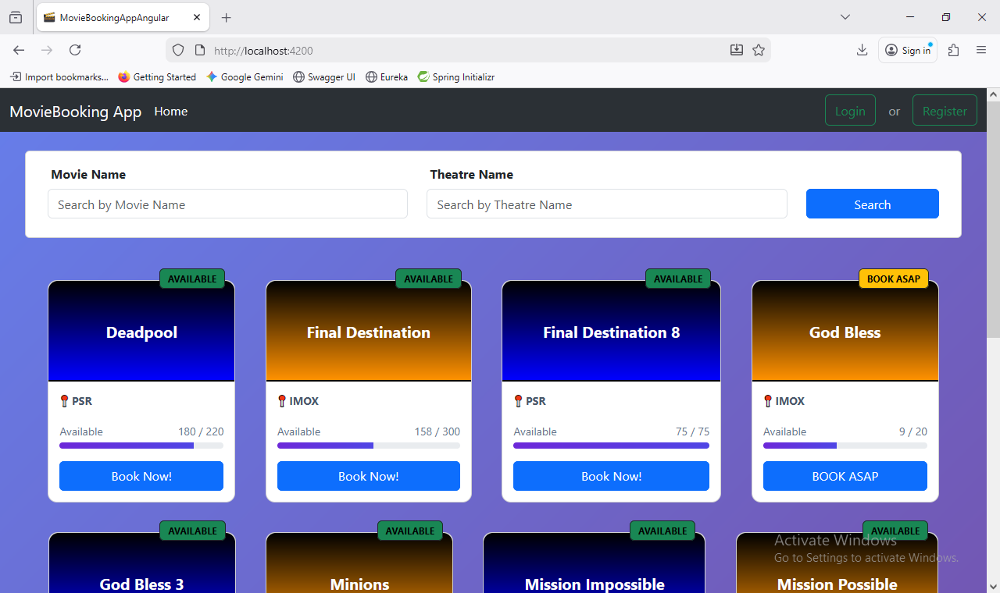 MovieBookingAppAngular
http://localhost:4200
Sign in
Import bookmarks... Getting Started Google Gemini Swagger UI Eureka Spring Initializr
MovieBooking App Home Login or Register
Movie Name Theatre Name
Search by Movie Name Search by Theatre Name Search
AVAILABLE AVAILABLE AVAILABLE BOOK ASAP
Deadpool Final Destination Final Destination 8 God Bless
PSR IMOX PSR IMOX
Available 180 / 220 Available 158 / 300 Available 75 / 75 Available 9 / 20
Book Now! Book Now! Book Now! BOOK ASAP
AVAILABLE AVAILABLE AVAILABLE AVAILABLE
God Bless 3 Minions Mission Impossible Mission Possible
Activate Windows
Go to Settings to activate Windows.